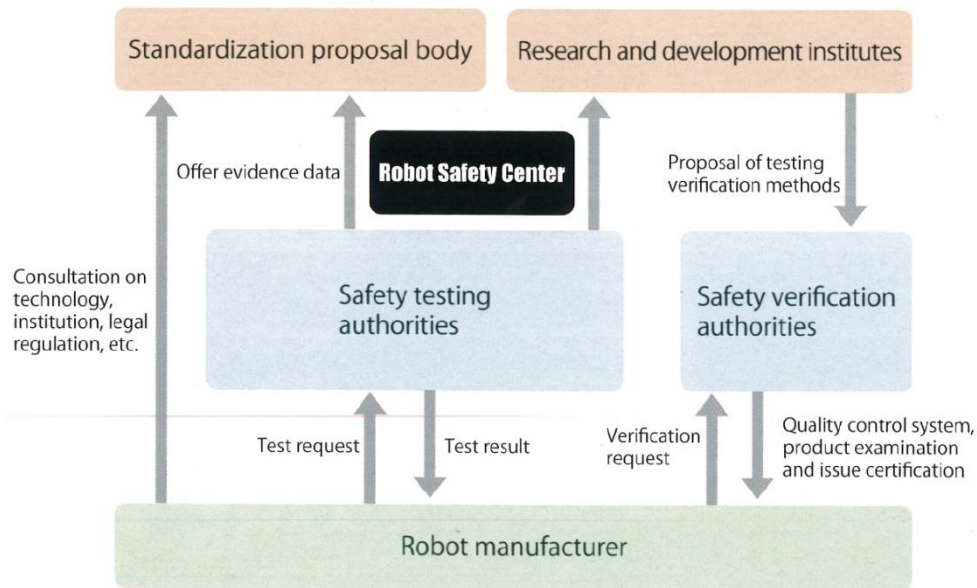 Standardization proposal body
Research and development institutes
Offer evidence data
Robot Safety Center
Proposal of testing
verification methods
Consultation on
technology,
institution, legal
regulation, etc.
Safety testing
authorities
Safety verification
authorities
Test request
Test result
Verification
request
Quality control system,
product examination
and issue certification
Robot manufacturer